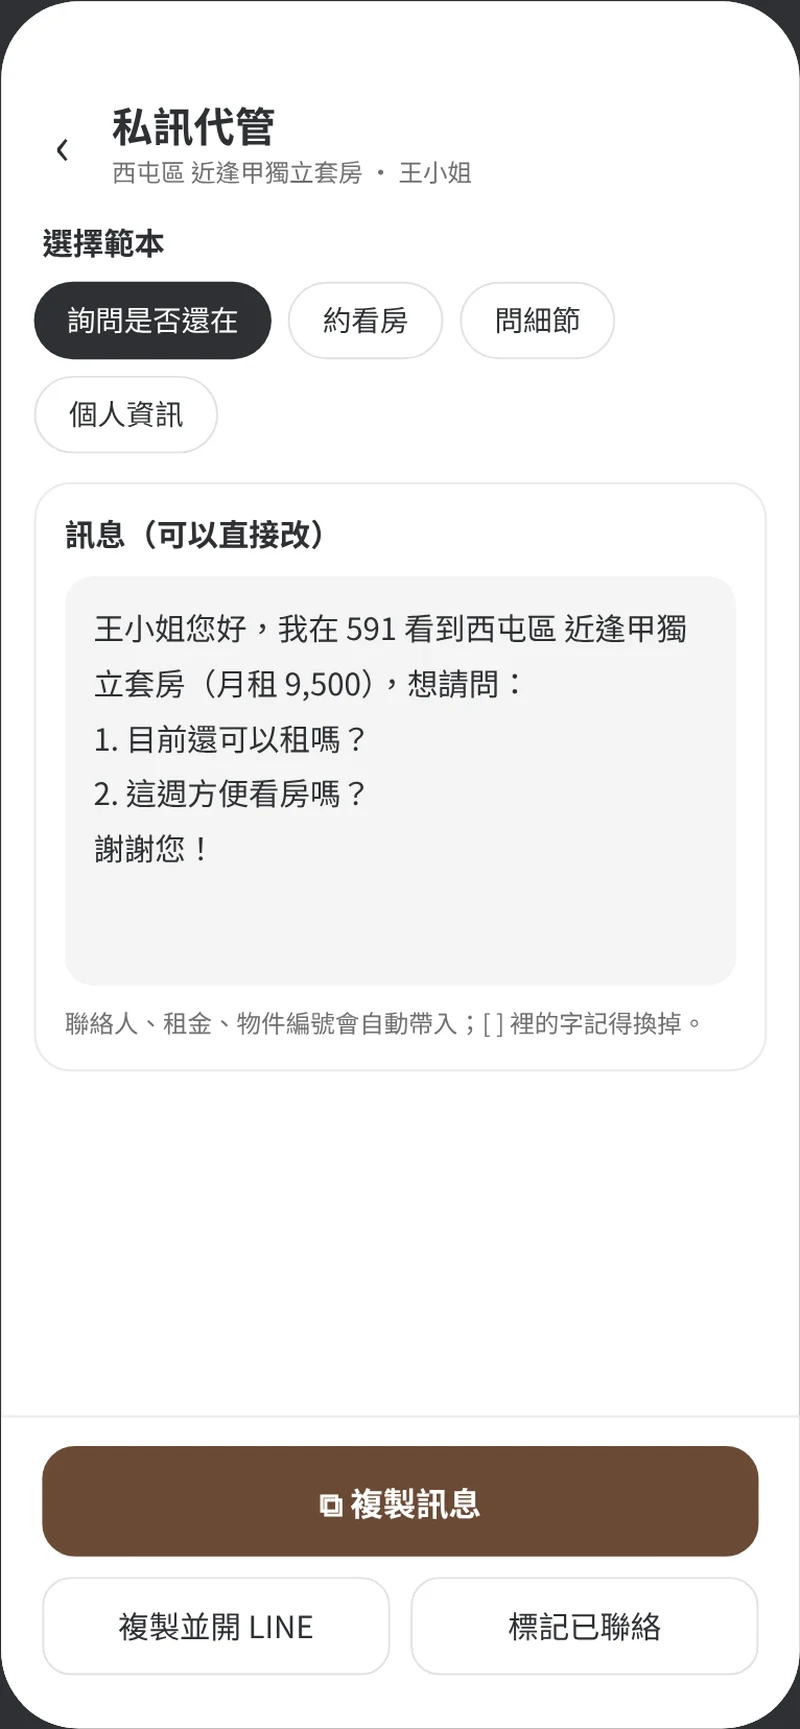 私訊代管
西屯區 近逢甲獨立套房 · 王小姐
選擇範本
詢問是否還在
約看房
問細節
個人資訊
訊息（可以直接改）
王小姐您好，我在 591 看到西屯區 近逢甲獨
立套房（月租 9,500），想請問：
1. 目前還可以租嗎？
2. 這週方便看房嗎？
謝謝您！
聯絡人、租金、物件編號會自動帶入；[ ] 裡的字記得換掉。
⧉ 複製訊息
複製並開 LINE
標記已聯絡